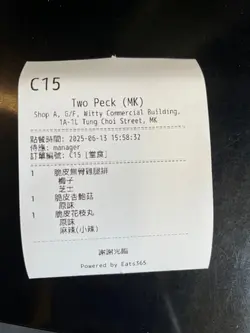 C15
Two Peck (MK)
Shop A, G/F, Witty Commercial Building,
1A-1L Tung Choi Street, MK
點餐時間: 2025-06-13 15:58:32
侍應: manager
訂單編號: C15 [堂食]
1 脆皮無骨雞腿排
梅子
芝士
1 脆皮杏鮑菇
原味
1 脆皮花枝丸
原味
麻辣(小辣)
謝謝光臨
Powered by Eats365